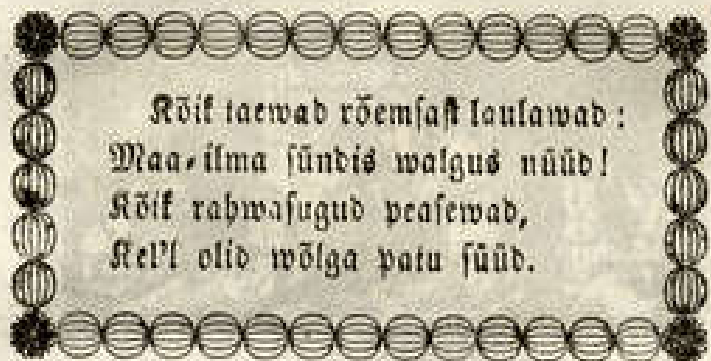 Kõik taewad rõemsast laulawad:
Maa-ilma sündis walgus nüüd!
Kõik rahwasugud peasewad,
Kel'l olid wõlga patu süüd.